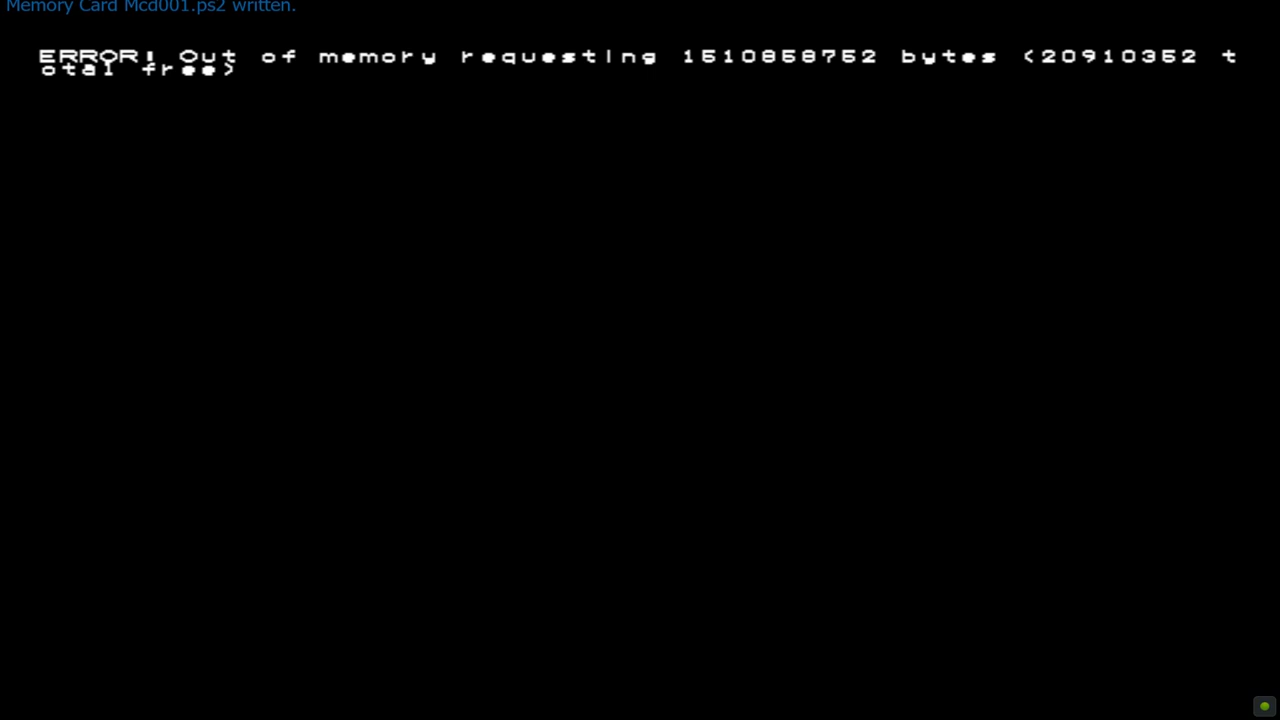 Memory Card Mcd001.ps2 written.
ERROR! Out of memory requesting 1510858752 bytes (20910352 t
otal free)